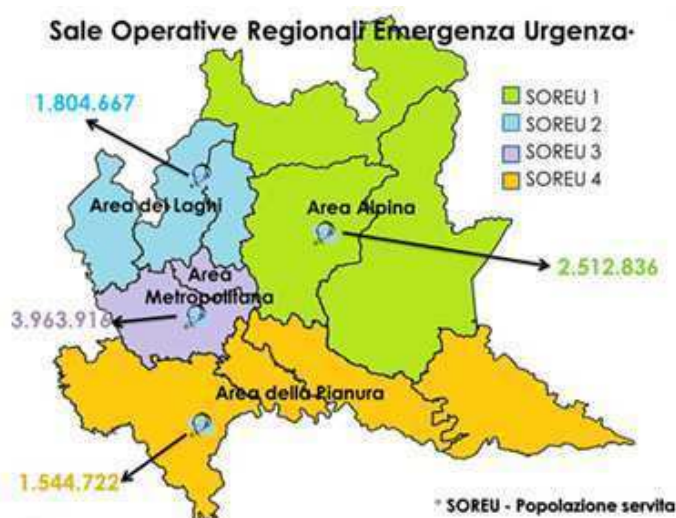 Sale Operative Regionali Emergenza Urgenza·
1.804.667
SOREU 1
SOREU 2
SOREU 3
SOREU 4
Area dei Laghi
Area Alpina
2.512.836
Area
Metropolitana
3.963.916
Area della Pianura
1.544.722
° SOREU - Popolazione servita